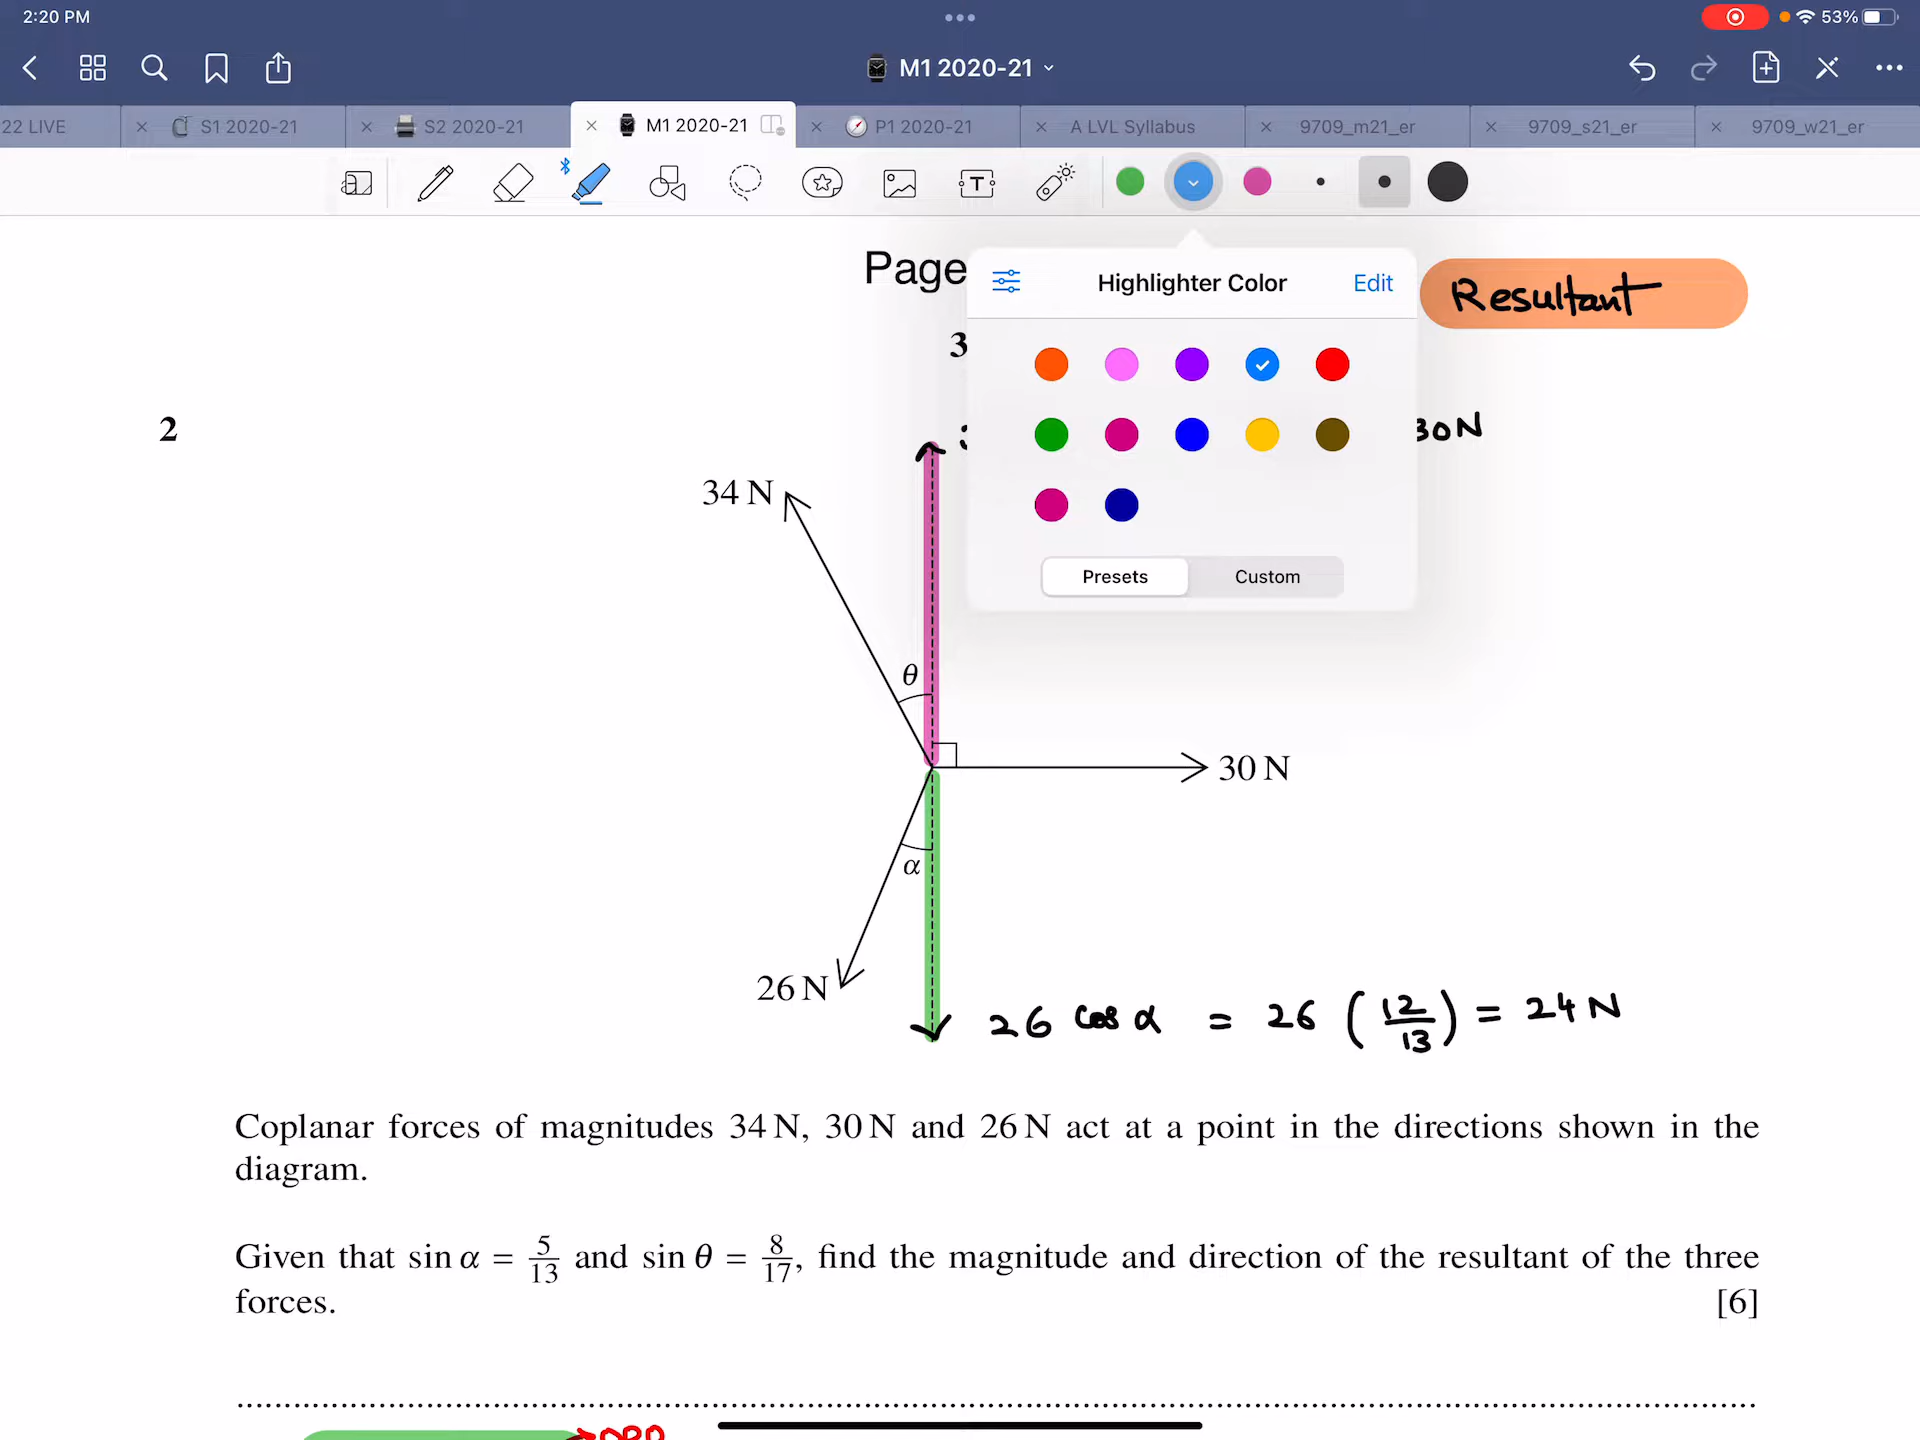 2:20 PM
53%
M1 2020-21
22 LIVE
S1 2020-21
S2 2020-21
M1 2020-21
P1 2020-21
A LVL Syllabus
9709_m21_er
9709_s21_er
9709_w21_er
T
Page
Highlighter Color
Edit
Resultant
3
2
30N
34 N
Presets
Custom
θ
30 N
α
26 N
26 cos α = 26 (12/13) = 24 N
Coplanar forces of magnitudes 34 N, 30 N and 26 N act at a point in the directions shown in the
diagram.
Given that sin α = 5/13 and sin θ = 8/17, find the magnitude and direction of the resultant of the three
forces. [6]